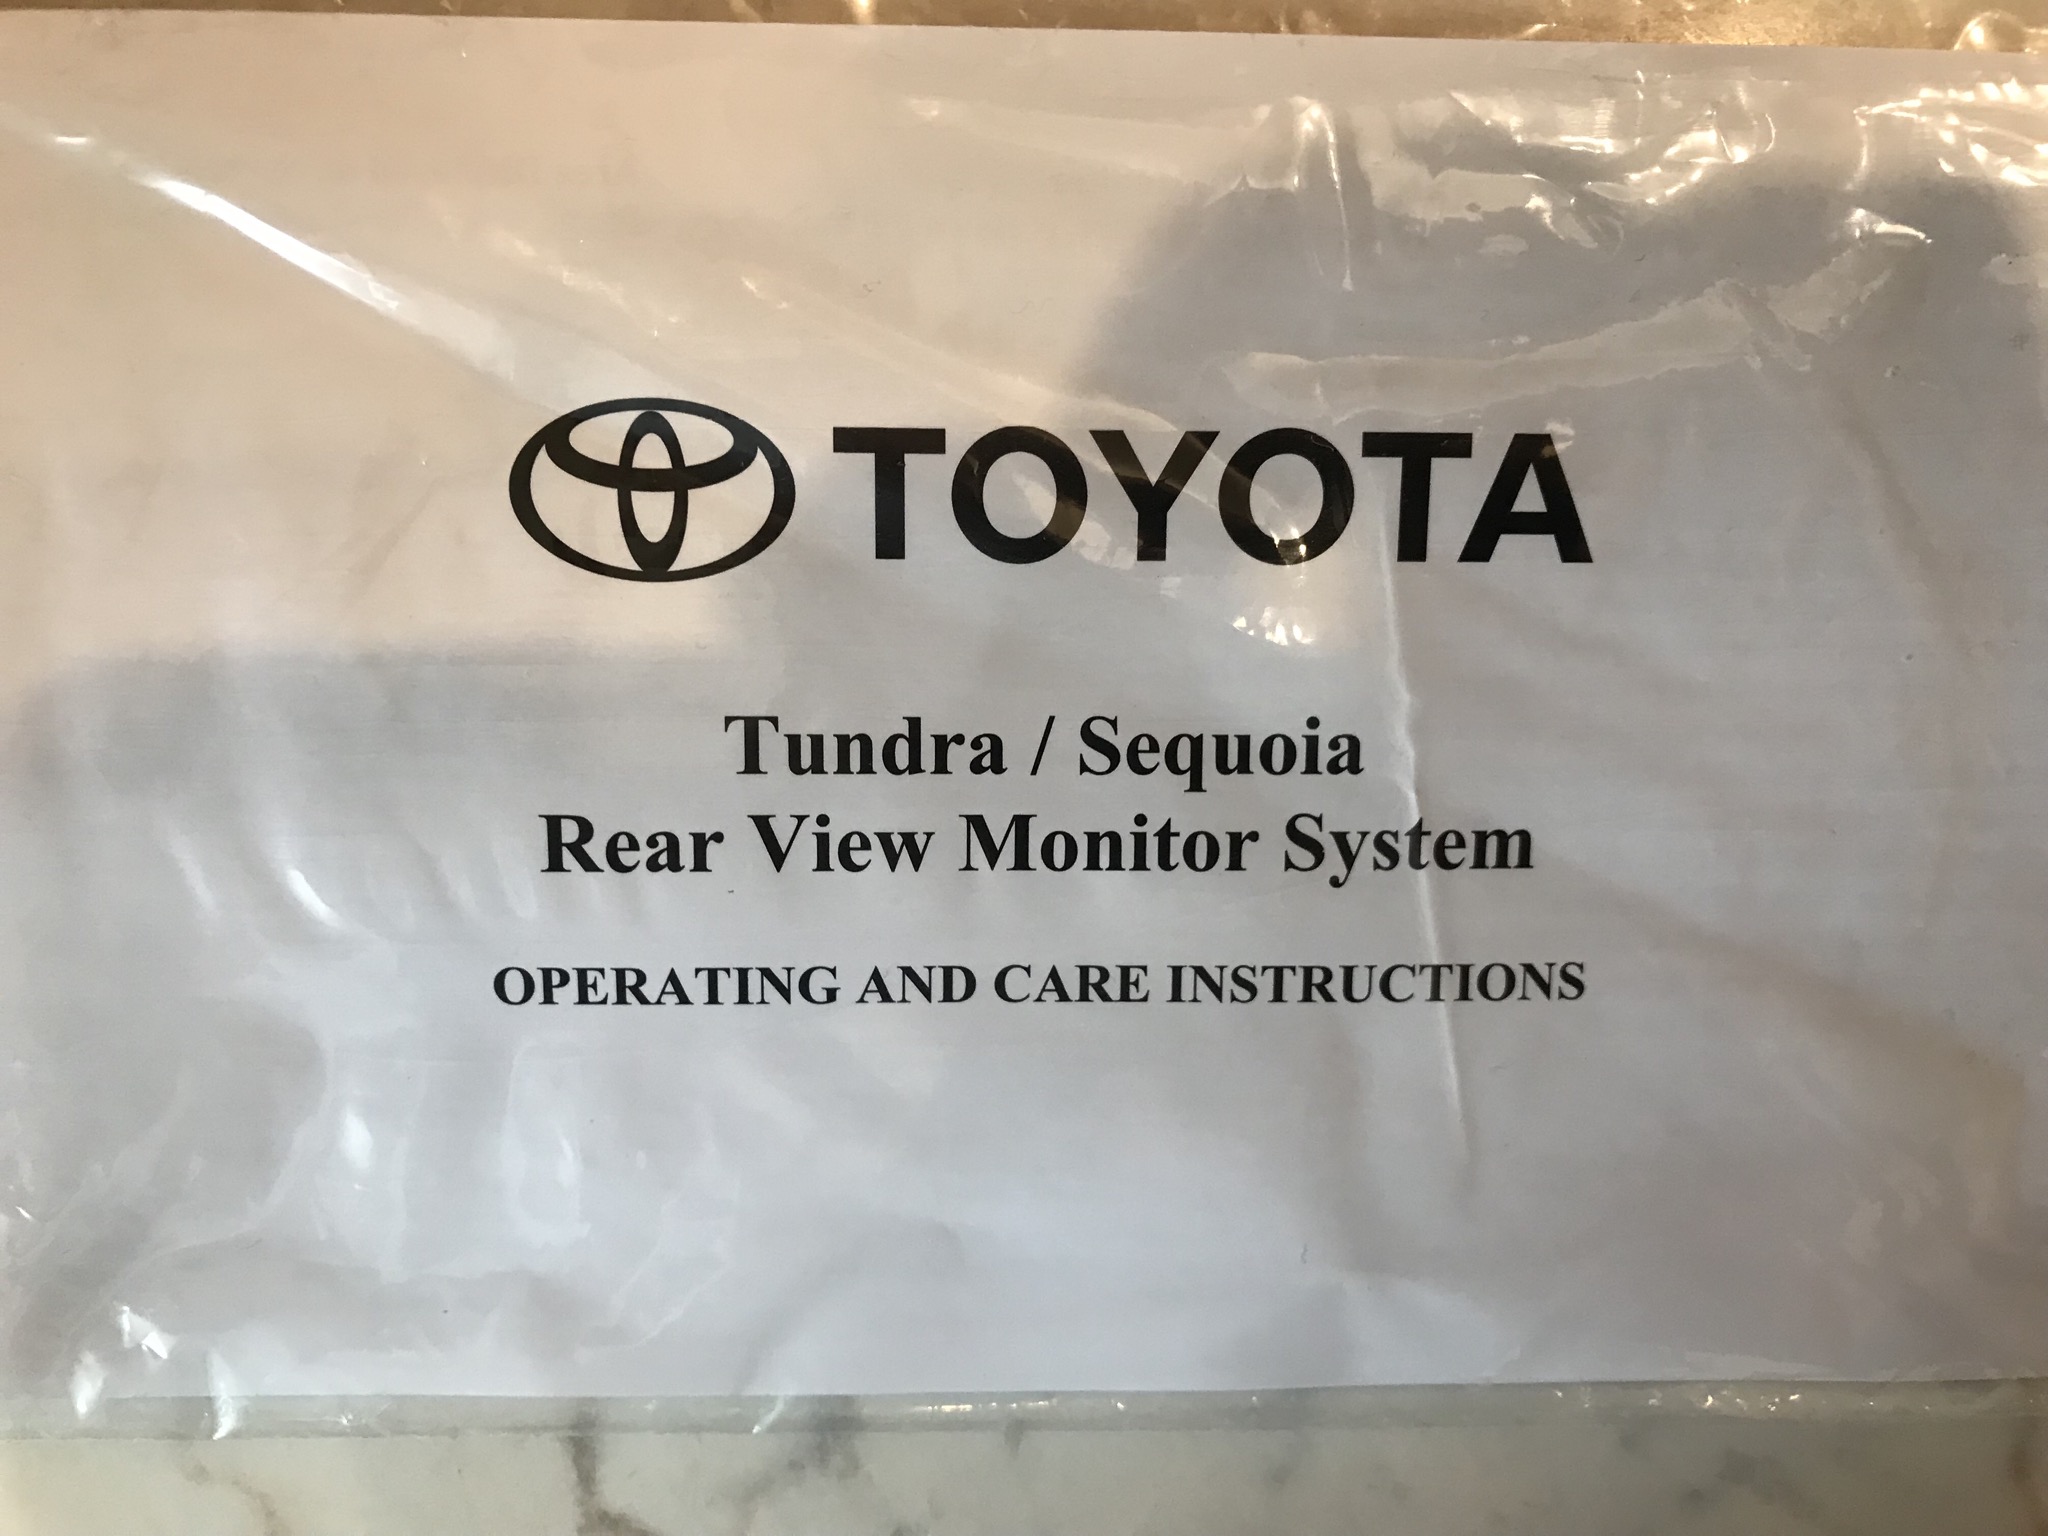 TOYOTA
Tundra / Sequoia
Rear View Monitor System
OPERATING AND CARE INSTRUCTIONS